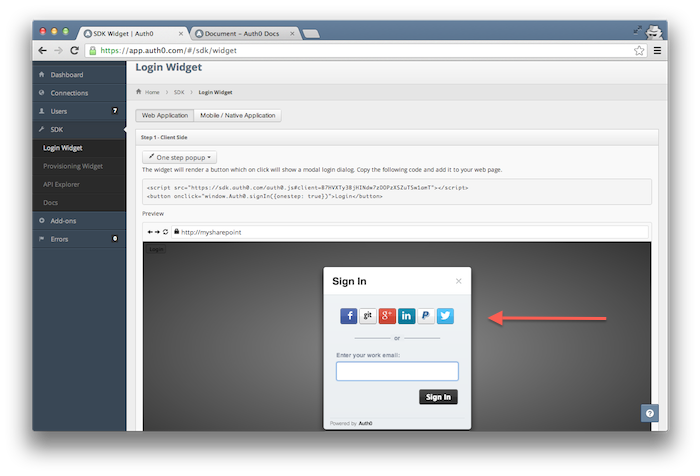 SDK Widget | Auth0
Document – Auth0 Docs
https://app.auth0.com/#/sdk/widget
Dashboard
Connections
Users 7
SDK
Login Widget
Provisioning Widget
API Explorer
Docs
Add-ons
Errors 0
Login Widget
Home > SDK > Login Widget
Web Application Mobile / Native Application
Step 1 - Client Side
One step popup
The widget will render a button which on click will show a modal login dialog. Copy the following code and add it to your web page.
<script src="https://sdk.auth0.com/auth0.js#client="></script>
<button onclick="window.Auth0.signIn({onestep: true})">Login</button>
Preview
http://mysharepoint
Login
Sign In ×
f git g+ in P
or
Enter your work email:
Sign In
Powered by Auth0
?